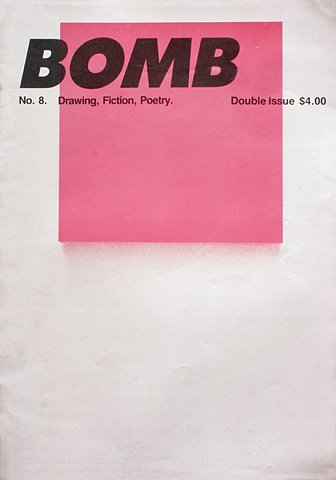 BOMB
No. 8. Drawing, Fiction, Poetry. Double Issue $4.00